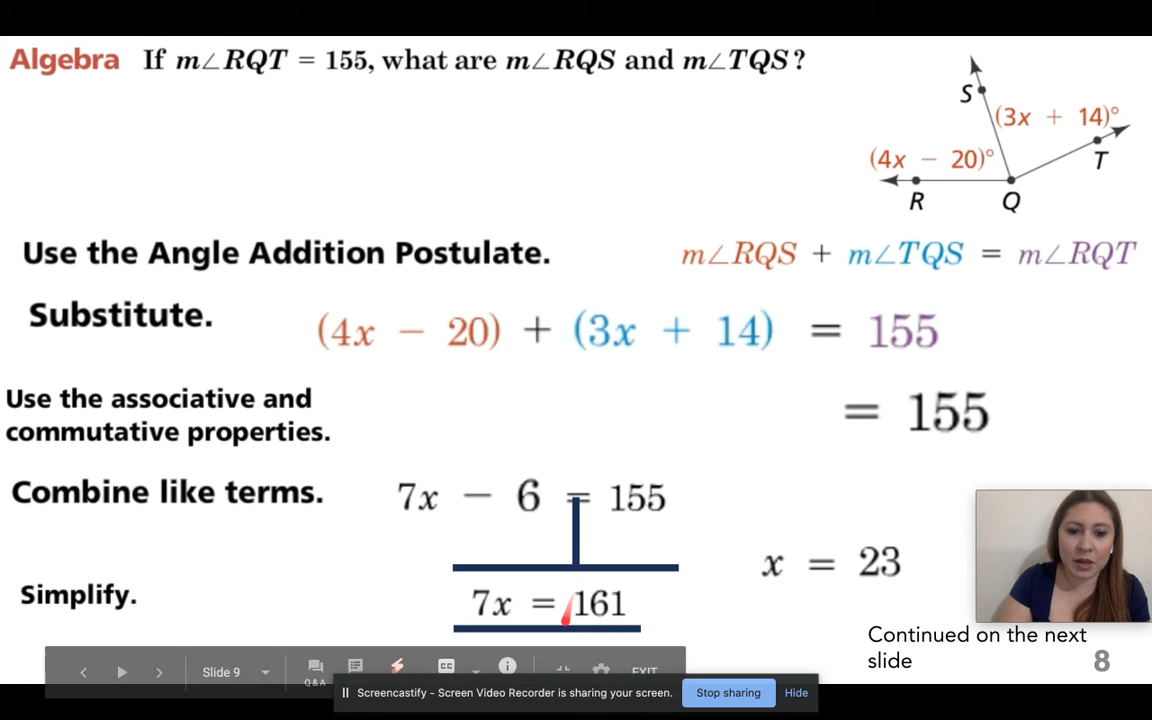 Algebra If m∠RQT = 155, what are m∠RQS and m∠TQS?
S
(3x + 14)°
(4x − 20)°
T
R
Q
Use the Angle Addition Postulate.
m∠RQS + m∠TQS = m∠RQT
Substitute.
(4x − 20) + (3x + 14) = 155
Use the associative and
commutative properties.
= 155
Combine like terms.
7x − 6 = 155
x = 23
Simplify.
7x = 161
Continued on the next
slide
8
Slide 9
Q&A
CC
EXIT
Screencastify - Screen Video Recorder is sharing your screen.
Stop sharing
Hide